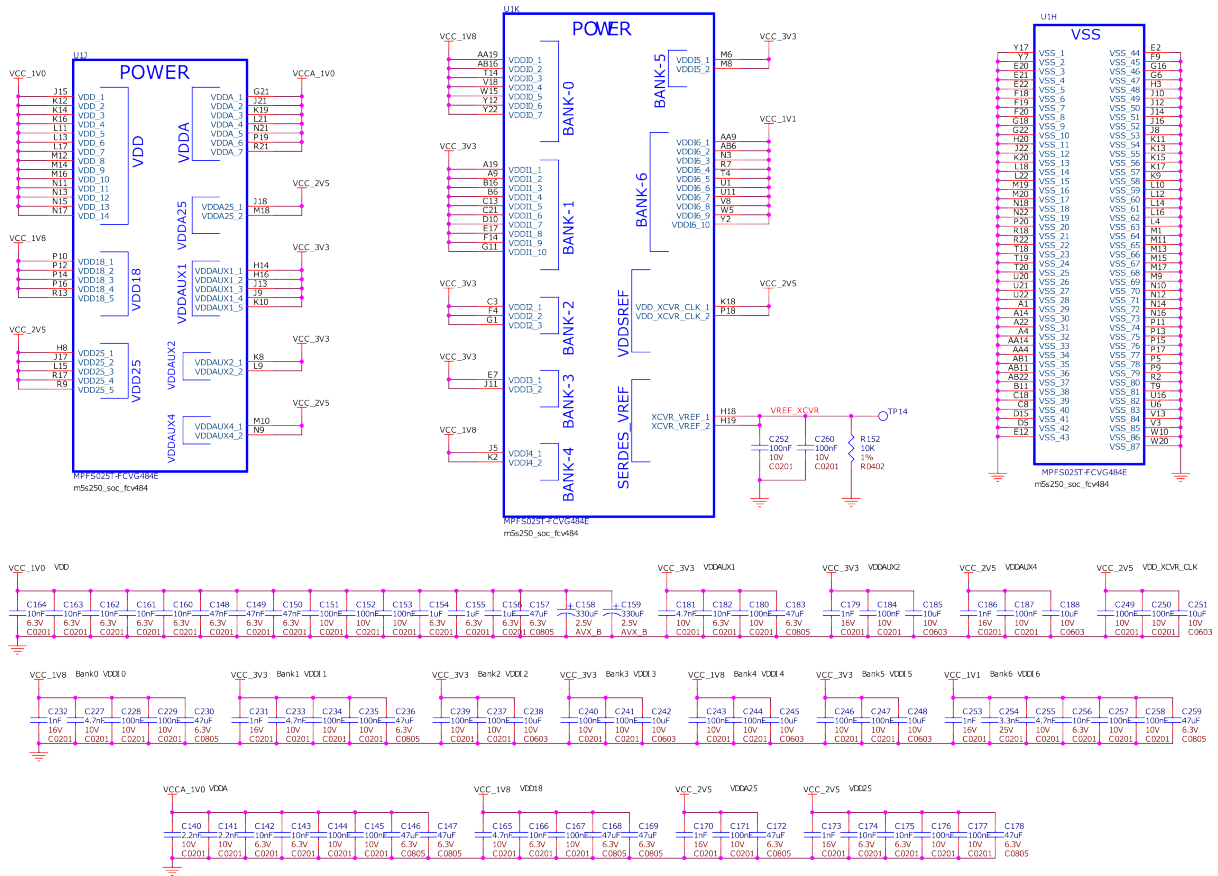 U1J
POWER
VCC_1V0
J15 VDD_1
K12 VDD_2
K14 VDD_3
K16 VDD_4
L11 VDD_5
L13 VDD_6
L17 VDD_7
M12 VDD_8
M14 VDD_9
M16 VDD_10
N11 VDD_11
N13 VDD_12
N15 VDD_13
N17 VDD_14
VDD
VCC_1V8
P10 VDD18_1
P12 VDD18_2
P14 VDD18_3
P16 VDD18_4
R13 VDD18_5
VDD18
VCC_2V5
H8 VDD25_1
J17 VDD25_2
L15 VDD25_3
R17 VDD25_4
R9 VDD25_5
VDD25
VCCA_1V0
VDDA
VDDA_1 G21
VDDA_2 J21
VDDA_3 K19
VDDA_4 L21
VDDA_5 N21
VDDA_6 P19
VDDA_7 R21
VCC_2V5
VDDA25
VDDA25_1 J18
VDDA25_2 M18
VCC_3V3
VDDAUX1
VDDAUX1_1 H14
VDDAUX1_2 H16
VDDAUX1_3 J13
VDDAUX1_4 J9
VDDAUX1_5 K10
VCC_3V3
VDDAUX2
VDDAUX2_1 K8
VDDAUX2_2 L9
VCC_2V5
VDDAUX4
VDDAUX4_1 M10
VDDAUX4_2 N9
MPFS025T-FCVG484E
m5s250_soc_fcv484
U1K
POWER
VCC_1V8
AA19 VDDI0_1
AB16 VDDI0_2
T14 VDDI0_3
V18 VDDI0_4
W15 VDDI0_5
Y12 VDDI0_6
Y22 VDDI0_7
BANK-0
VCC_3V3
A19 VDDI1_1
A9 VDDI1_2
B16 VDDI1_3
B6 VDDI1_4
C13 VDDI1_5
C21 VDDI1_6
D10 VDDI1_7
E17 VDDI1_8
F14 VDDI1_9
G11 VDDI1_10
BANK-1
VCC_3V3
C3 VDDI2_1
F4 VDDI2_2
G1 VDDI2_3
BANK-2
VCC_3V3
E7 VDDI3_1
J11 VDDI3_2
BANK-3
VCC_1V8
J5 VDDI4_1
K2 VDDI4_2
BANK-4
VCC_3V3
BANK-5
VDDI5_1 M6
VDDI5_2 M8
VCC_1V1
BANK-6
VDDI6_1 AA9
VDDI6_2 AB6
VDDI6_3 N3
VDDI6_4 R7
VDDI6_5 T4
VDDI6_6 U1
VDDI6_7 U11
VDDI6_8 V8
VDDI6_9 W5
VDDI6_10 Y2
VCC_2V5
VDDSREF
VDD_XCVR_CLK_1 K18
VDD_XCVR_CLK_2 P18
SERDES_VREF
XCVR_VREF_1 H18
XCVR_VREF_2 H19
VREF_XCVR
TP14
C252
100nF
10V
C0201
C260
100nF
10V
C0201
R152
10K
1%
R0402
MPFS025T-FCVG484E
m5s250_soc_fcv484
U1H
VSS
Y17 VSS_1
Y7 VSS_2
E20 VSS_3
E21 VSS_4
E22 VSS_5
F18 VSS_6
F19 VSS_7
F20 VSS_8
G18 VSS_9
G22 VSS_10
H20 VSS_11
J22 VSS_12
K20 VSS_13
L18 VSS_14
L22 VSS_15
M19 VSS_16
M20 VSS_17
N18 VSS_18
N22 VSS_19
P20 VSS_20
R18 VSS_21
R22 VSS_22
T18 VSS_23
T19 VSS_24
T20 VSS_25
U20 VSS_26
U21 VSS_27
U22 VSS_28
A1 VSS_29
A14 VSS_30
A22 VSS_31
A4 VSS_32
AA14 VSS_33
AA4 VSS_34
AB1 VSS_35
AB11 VSS_36
AB22 VSS_37
B11 VSS_38
C18 VSS_39
C8 VSS_40
D15 VSS_41
D5 VSS_42
E12 VSS_43
VSS_44 E2
VSS_45 F9
VSS_46 G16
VSS_47 G6
VSS_48 H3
VSS_49 J10
VSS_50 J12
VSS_51 J14
VSS_52 J16
VSS_53 J8
VSS_54 K11
VSS_55 K13
VSS_56 K15
VSS_57 K17
VSS_58 K9
VSS_59 L10
VSS_60 L12
VSS_61 L14
VSS_62 L16
VSS_63 L4
VSS_64 M1
VSS_65 M11
VSS_66 M13
VSS_67 M15
VSS_68 M17
VSS_69 M9
VSS_70 N10
VSS_71 N12
VSS_72 N14
VSS_73 N16
VSS_74 P11
VSS_75 P13
VSS_76 P15
VSS_77 P17
VSS_78 P5
VSS_79 P9
VSS_80 R2
VSS_81 T9
VSS_82 U16
VSS_83 U6
VSS_84 V13
VSS_85 V3
VSS_86 W10
VSS_87 W20
MPFS025T-FCVG484E
m5s250_soc_fcv484
VCC_1V0 VDD
C164 C163 C162 C161 C160 C148 C149 C150 C151 C152 C153 C154 C155 C156 C157 C158 C159
10nF 10nF 10nF 10nF 10nF 47nF 47nF 47nF 100nF 100nF 100nF 1uF 1uF 1uF 47uF 330uF 330uF
6.3V 6.3V 6.3V 6.3V 6.3V 6.3V 6.3V 6.3V 10V 10V 10V 6.3V 6.3V 6.3V 6.3V 2.5V 2.5V
C0201 C0201 C0201 C0201 C0201 C0201 C0201 C0201 C0201 C0201 C0201 C0201 C0201 C0201 C0805 AVX_B AVX_B
VCC_3V3 VDDAUX1
C181 C182 C180 C183
4.7nF 10nF 100nF 47uF
10V 6.3V 10V 6.3V
C0201 C0201 C0201 C0805
VCC_3V3 VDDAUX2
C179 C184 C185
1nF 100nF 10uF
16V 10V 10V
C0201 C0201 C0603
VCC_2V5 VDDAUX4
C186 C187 C188
1nF 100nF 10uF
16V 10V 10V
C0201 C0201 C0603
VCC_2V5 VDD_XCVR_CLK
C249 C250 C251
100nF 100nF 10uF
10V 10V 10V
C0201 C0201 C0603
VCC_1V8 Bank0 VDDI0
C232 C227 C228 C229 C230
1nF 4.7nF 100nF 100nF 47uF
16V 10V 10V 10V 6.3V
C0201 C0201 C0201 C0201 C0805
VCC_3V3 Bank1 VDDI1
C231 C233 C234 C235 C236
1nF 4.7nF 100nF 100nF 47uF
16V 10V 10V 10V 6.3V
C0201 C0201 C0201 C0201 C0805
VCC_3V3 Bank2 VDDI2
C239 C237 C238
100nF 100nF 10uF
10V 10V 10V
C0201 C0201 C0603
VCC_3V3 Bank3 VDDI3
C240 C241 C242
100nF 100nF 10uF
10V 10V 10V
C0201 C0201 C0603
VCC_1V8 Bank4 VDDI4
C243 C244 C245
100nF 100nF 10uF
10V 10V 10V
C0201 C0201 C0603
VCC_3V3 Bank5 VDDI5
C246 C247 C248
100nF 100nF 10uF
10V 10V 10V
C0201 C0201 C0603
VCC_1V1 Bank6 VDDI6
C253 C254 C255 C256 C257 C258 C259
1nF 3.3nF 4.7nF 10nF 100nF 100nF 47uF
16V 25V 10V 6.3V 10V 10V 6.3V
C0201 C0201 C0201 C0201 C0201 C0201 C0805
VCCA_1V0 VDDA
C140 C141 C142 C143 C144 C145 C146 C147
2.2nF 2.2nF 10nF 10nF 100nF 100nF 47uF 47uF
10V 10V 6.3V 6.3V 10V 10V 6.3V 6.3V
C0201 C0201 C0201 C0201 C0201 C0201 C0805 C0805
VCC_1V8 VDD18
C165 C166 C167 C168 C169
4.7nF 10nF 100nF 100nF 47uF
10V 6.3V 10V 10V 6.3V
C0201 C0201 C0201 C0201 C0805
VCC_2V5 VDDA25
C170 C171 C172
1nF 100nF 47uF
16V 10V 6.3V
C0201 C0201 C0805
VCC_2V5 VDD25
C173 C174 C175 C176 C177 C178
1nF 10nF 10nF 100nF 100nF 47uF
16V 6.3V 6.3V 10V 10V 6.3V
C0201 C0201 C0201 C0201 C0201 C0805